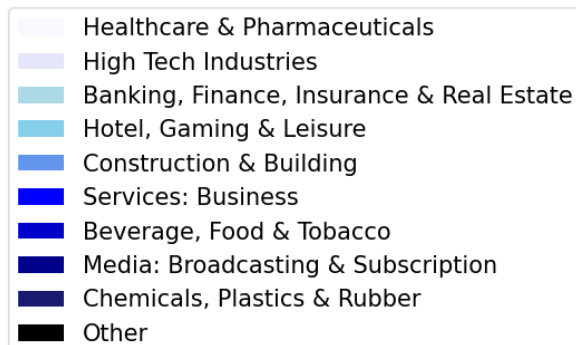 Healthcare & Pharmaceuticals
High Tech Industries
Banking, Finance, Insurance & Real Estate
Hotel, Gaming & Leisure
Construction & Building
Services: Business
Beverage, Food & Tobacco
Media: Broadcasting & Subscription
Chemicals, Plastics & Rubber
Other